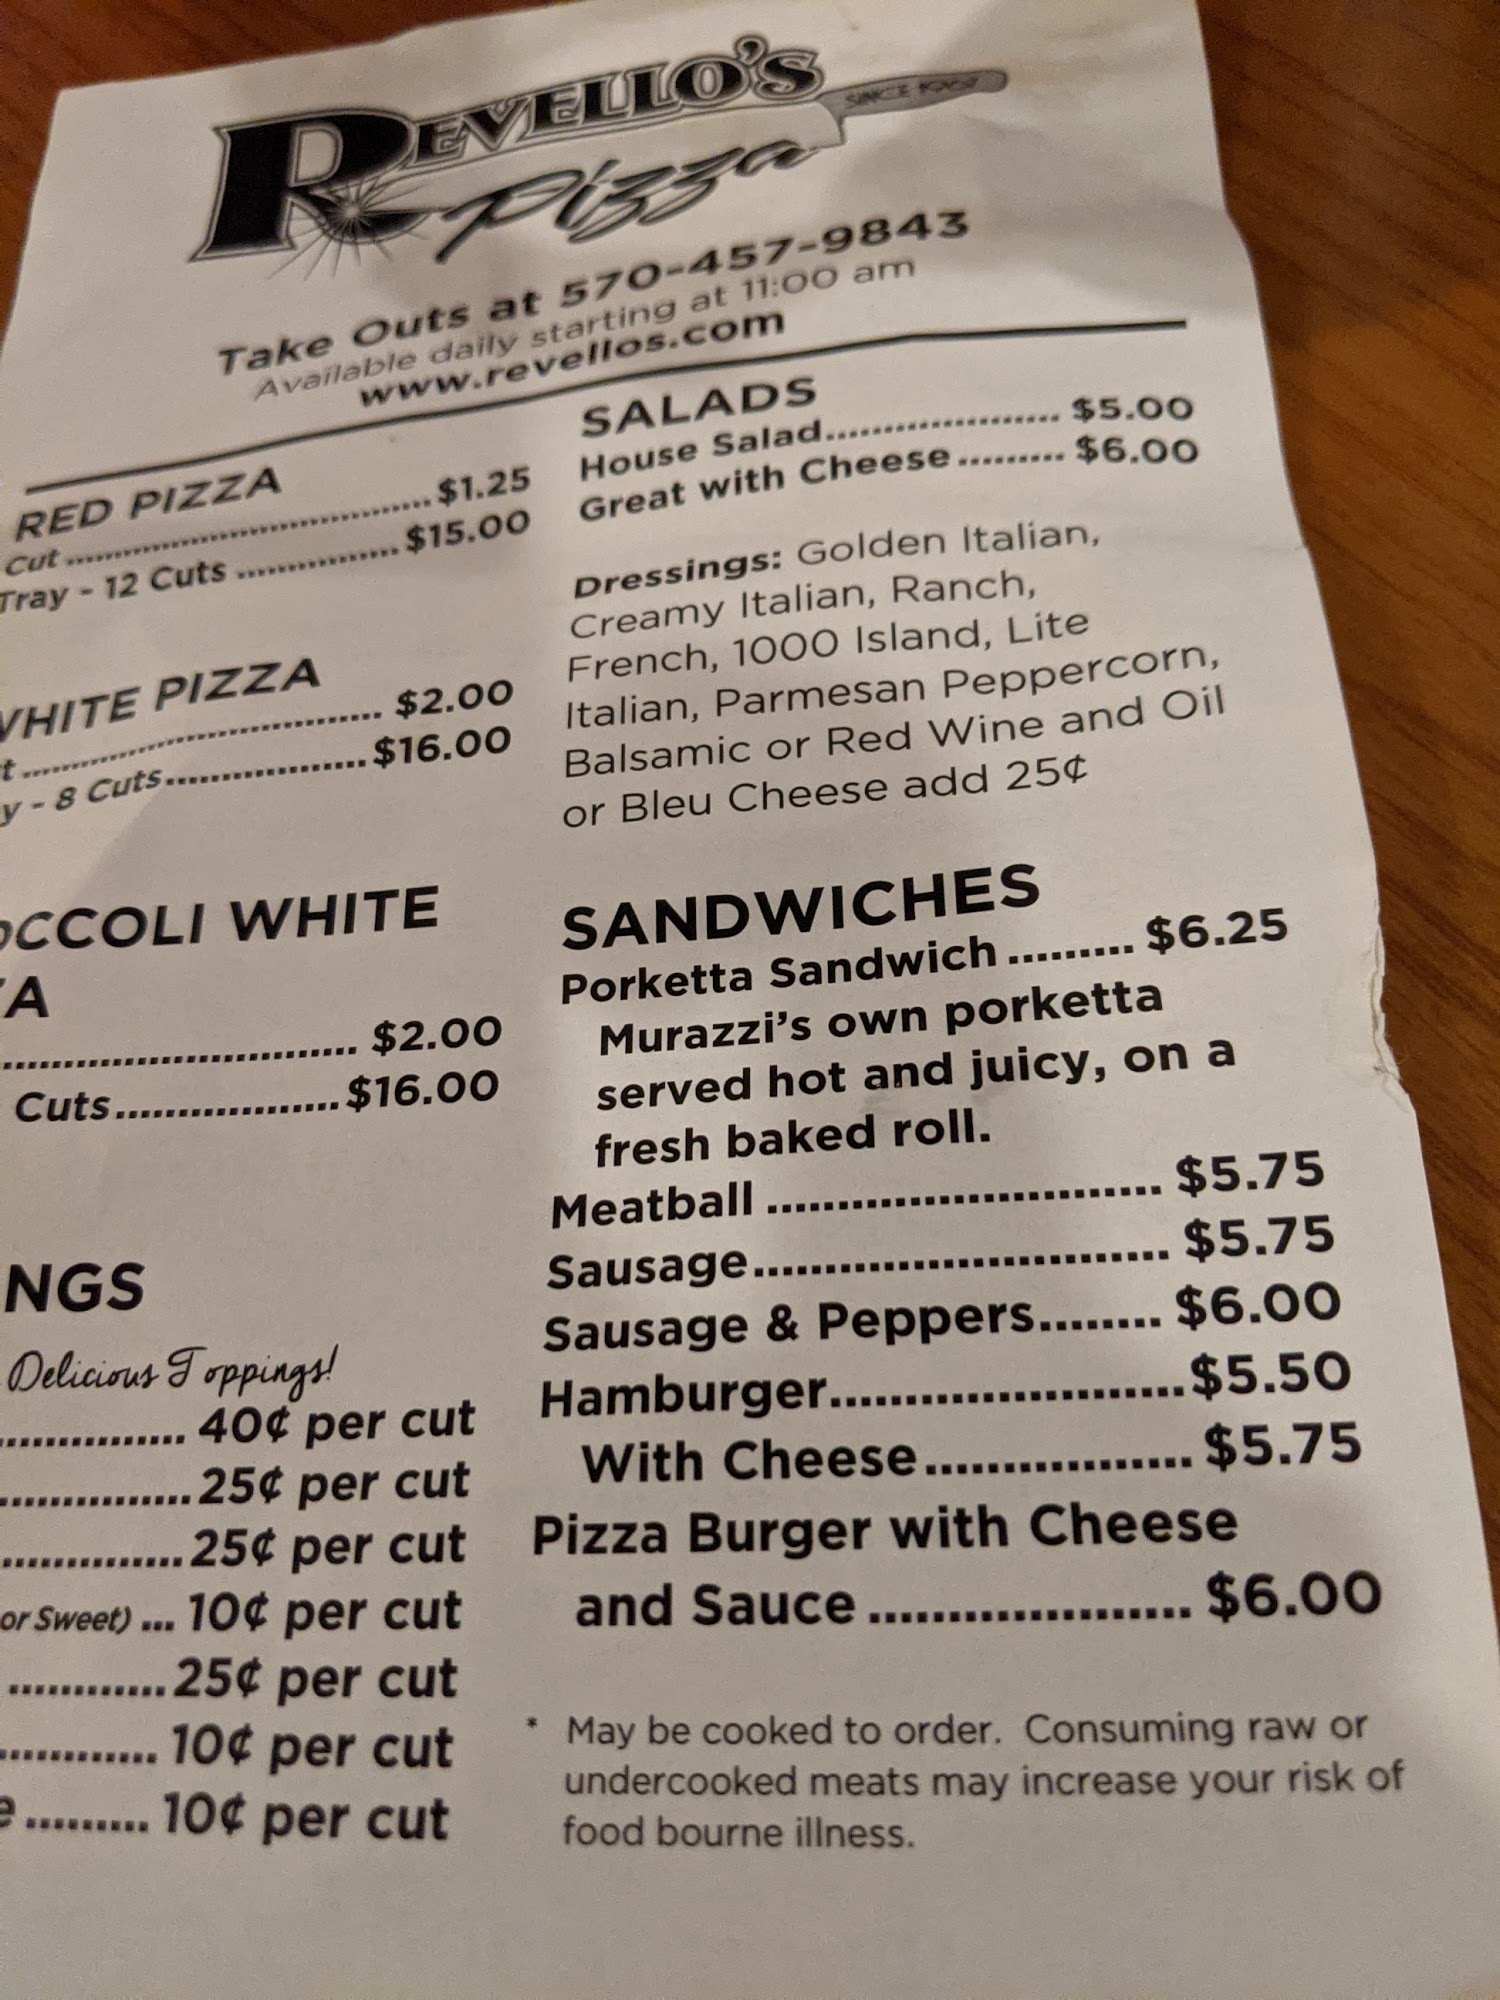 REVELLO'S
SINCE 1967
Pizza
Take Outs at 570-457-9843
Available daily starting at 11:00 am
www.revellos.com
RED PIZZA
Cut .................................... $1.25
Tray - 12 Cuts ................ $15.00
WHITE PIZZA
.................................... $2.00
- 8 Cuts................... $16.00
WHITE
.................................... $2.00
Cuts................... $16.00
Delicious Toppings!
............... 40¢ per cut
............... 25¢ per cut
............... 25¢ per cut
or Sweet) ... 10¢ per cut
............ 25¢ per cut
............ 10¢ per cut
......... 10¢ per cut
SALADS
House Salad.................... $5.00
Great with Cheese ......... $6.00
Dressings: Golden Italian,
Creamy Italian, Ranch,
French, 1000 Island, Lite
Italian, Parmesan Peppercorn,
Balsamic or Red Wine and Oil
or Bleu Cheese add 25¢
SANDWICHES
Porketta Sandwich ......... $6.25
Murazzi's own porketta
served hot and juicy, on a
fresh baked roll.
Meatball ............................ $5.75
Sausage.............................. $5.75
Sausage & Peppers........ $6.00
Hamburger....................... $5.50
With Cheese................. $5.75
Pizza Burger with Cheese
and Sauce .................... $6.00
* May be cooked to order. Consuming raw or
undercooked meats may increase your risk of
food bourne illness.